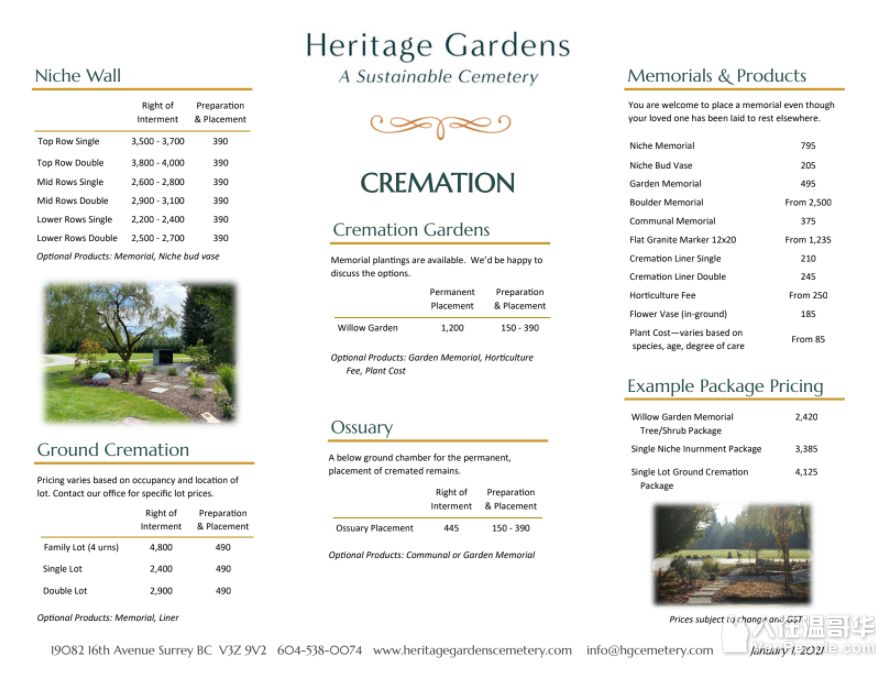 Heritage Gardens
A Sustainable Cemetery
CREMATION
Niche Wall
Right of Interment Preparation & Placement
Top Row Single 3,500 - 3,700 390
Top Row Double 3,800 - 4,000 390
Mid Rows Single 2,600 - 2,800 390
Mid Rows Double 2,900 - 3,100 390
Lower Rows Single 2,200 - 2,400 390
Lower Rows Double 2,500 - 2,700 390
Optional Products: Memorial, Niche bud vase
Ground Cremation
Pricing varies based on occupancy and location of
lot. Contact our office for specific lot prices.
Right of Interment Preparation & Placement
Family Lot (4 urns) 4,800 490
Single Lot 2,400 490
Double Lot 2,900 490
Optional Products: Memorial, Liner
Cremation Gardens
Memorial plantings are available. We'd be happy to
discuss the options.
Permanent Placement Preparation & Placement
Willow Garden 1,200 150 - 390
Optional Products: Garden Memorial, Horticulture
Fee, Plant Cost
Ossuary
A below ground chamber for the permanent,
placement of cremated remains.
Right of Interment Preparation & Placement
Ossuary Placement 445 150 - 390
Optional Products: Communal or Garden Memorial
Memorials & Products
You are welcome to place a memorial even though
your loved one has been laid to rest elsewhere.
Niche Memorial 795
Niche Bud Vase 205
Garden Memorial 495
Boulder Memorial From 2,500
Communal Memorial 375
Flat Granite Marker 12x20 From 1,235
Cremation Liner Single 210
Cremation Liner Double 245
Horticulture Fee From 250
Flower Vase (in-ground) 185
Plant Cost—varies based on
species, age, degree of care From 85
Example Package Pricing
Willow Garden Memorial 2,420
Tree/Shrub Package
Single Niche Inurnment Package 3,385
Single Lot Ground Cremation 4,125
Package
Prices subject to change and GST
19082 16th Avenue Surrey BC V3Z 9V2 604-538-0074 www.heritagegardenscemetery.com info@hgcemetery.com January 1, 2021
人在温哥华